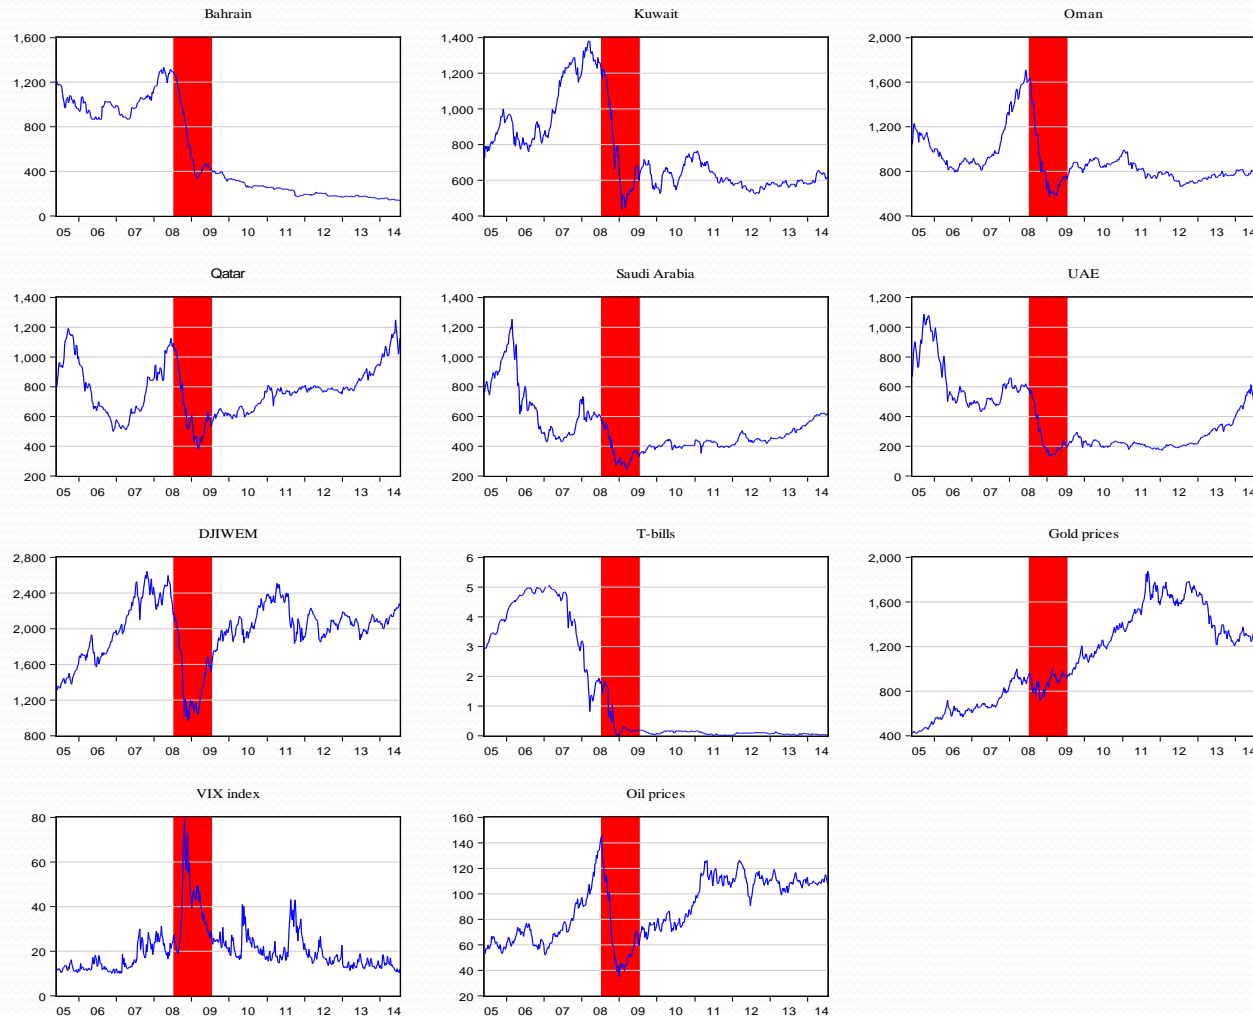 Bahrain Kuwait Oman
1,600 1,400 2,000
1,200 1,200 1,600
1,000
800 1,200
800
400 800
600
0 400 400
05 06 07 08 09 10 11 12 13 14 05 06 07 08 09 10 11 12 13 14 05 06 07 08 09 10 11 12 13 14
Qatar Saudi Arabia UAE
1,400 1,400 1,200
1,200 1,200 1,000
1,000 1,000 800
800 800 600
600 600 400
400 400 200
200 200 0
05 06 07 08 09 10 11 12 13 14 05 06 07 08 09 10 11 12 13 14 05 06 07 08 09 10 11 12 13 14
DJIWEM T-bills Gold prices
2,800 6 2,000
2,400 5 1,600
4
2,000 3 1,200
1,600 2
1,200 1 800
800 0 400
05 06 07 08 09 10 11 12 13 14 05 06 07 08 09 10 11 12 13 14 05 06 07 08 09 10 11 12 13 14
VIX index Oil prices
80 160
140
60 120
100
40 80
60
20 40
0 20
05 06 07 08 09 10 11 12 13 14 05 06 07 08 09 10 11 12 13 14